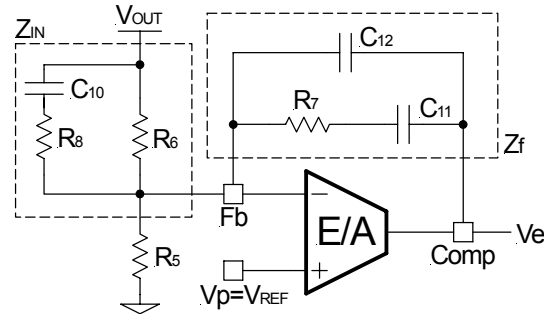 ZIN
VOUT
C12
C10
R7
C11
R8
R6
Zf
Fb
E/A
R5
Comp
Ve
Vp=VREF